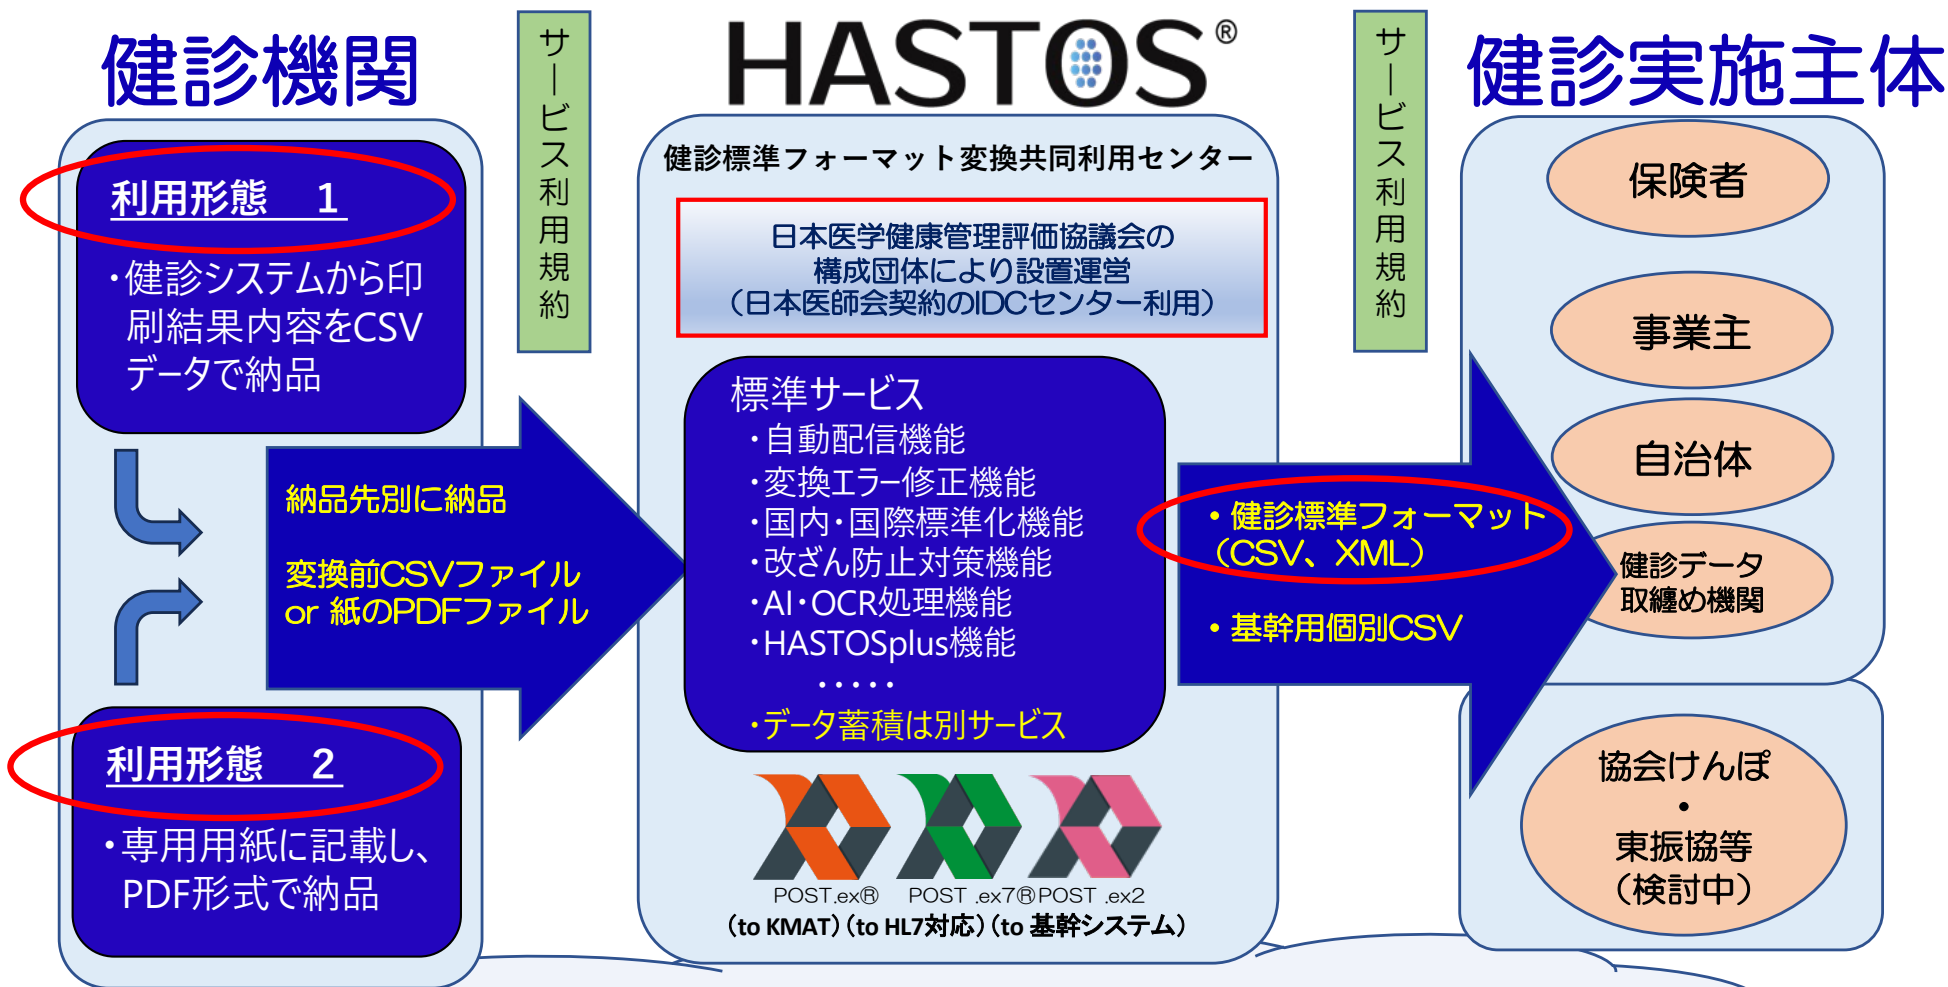 健診機関
利用形態　1
・健診システムから印
刷結果内容をCSV
データで納品
納品先別に納品
変換前CSVファイル
or 紙のPDFファイル
利用形態　2
・専用用紙に記載し、
PDF形式で納品
サービス利用規約
HASTOS®
健診標準フォーマット変換共同利用センター
日本医学健康管理評価協議会の
構成団体により設置運営
（日本医師会契約のIDCセンター利用）
標準サービス
・自動配信機能
・変換エラー修正機能
・国内・国際標準化機能
・改ざん防止対策機能
・AI・OCR処理機能
・HASTOSplus機能
・・・・・
・データ蓄積は別サービス
POST.ex® POST .ex7® POST .ex2
（to KMAT）（to HL7対応）（to 基幹システム）
サービス利用規約
・健診標準フォーマット
（CSV、XML）
・基幹用個別CSV
健診実施主体
保険者
事業主
自治体
健診データ
取纏め機関
協会けんぽ
・
東振協等
（検討中）